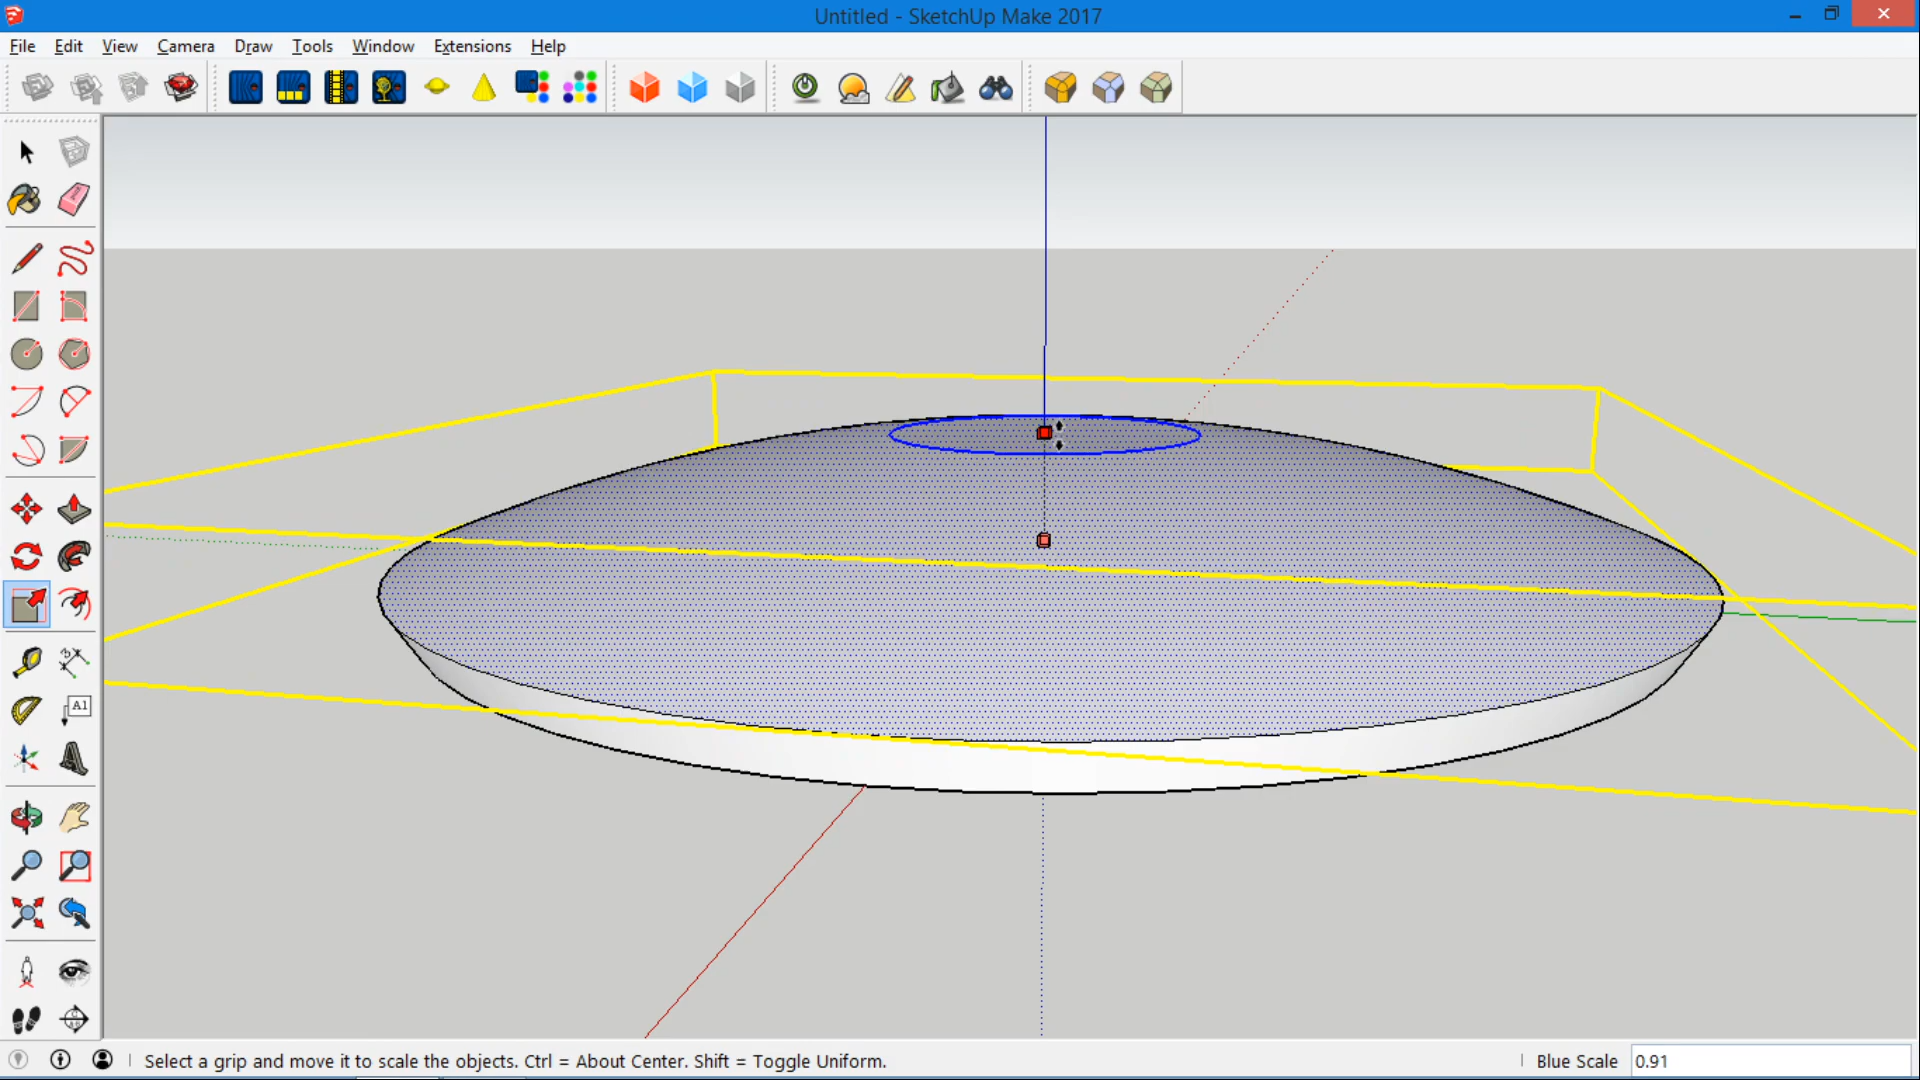 Untitled - SketchUp Make 2017
File Edit View Camera Draw Tools Window Extensions Help
A1
Select a grip and move it to scale the objects. Ctrl = About Center. Shift = Toggle Uniform.
Blue Scale 0.91